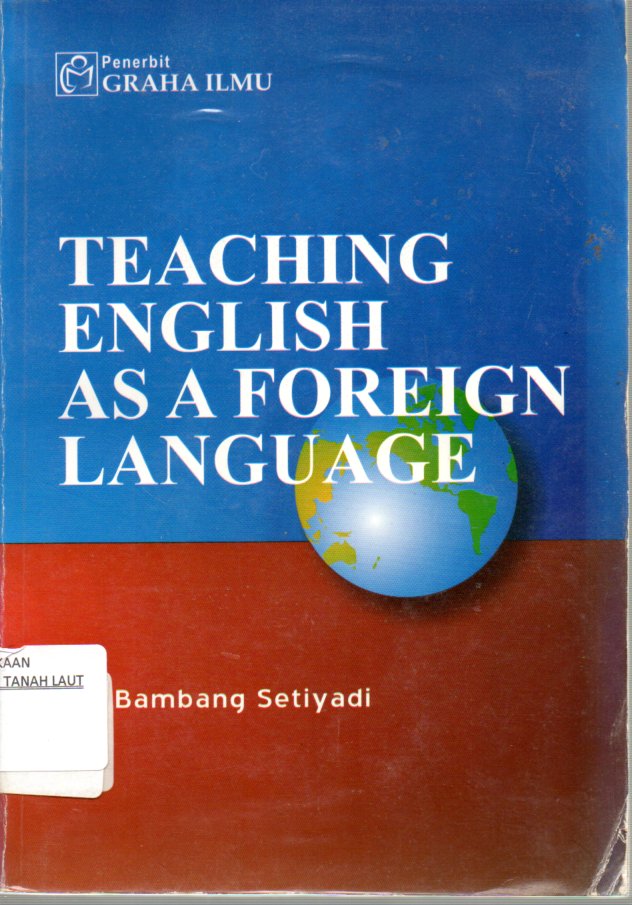 Penerbit
GRAHA ILMU
TEACHING
ENGLISH
AS A FOREIGN
LANGUAGE
KAAN
TANAH LAUT
Bambang Setiyadi